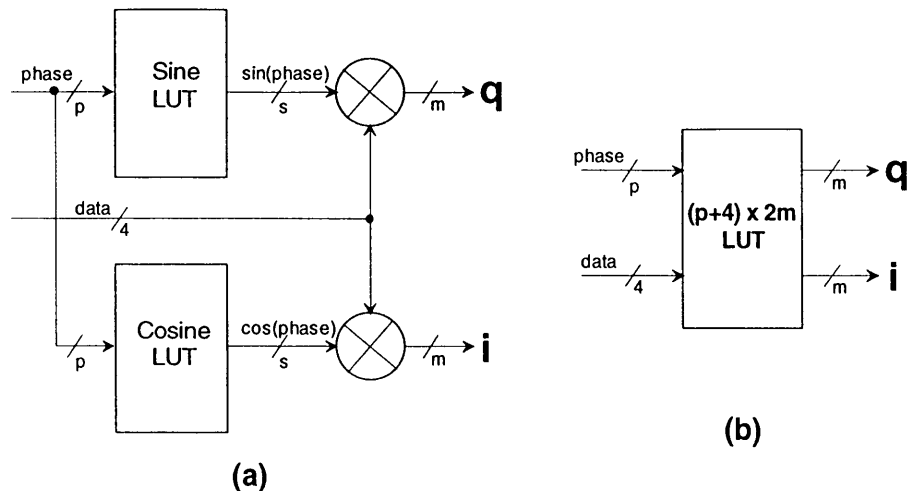 phase
p
Sine
LUT
sin(phase)
s
m
q
data
4
p
Cosine
LUT
cos(phase)
s
m
i
(a)
phase
p
(p+4) x 2m
LUT
m
q
data
4
m
i
(b)